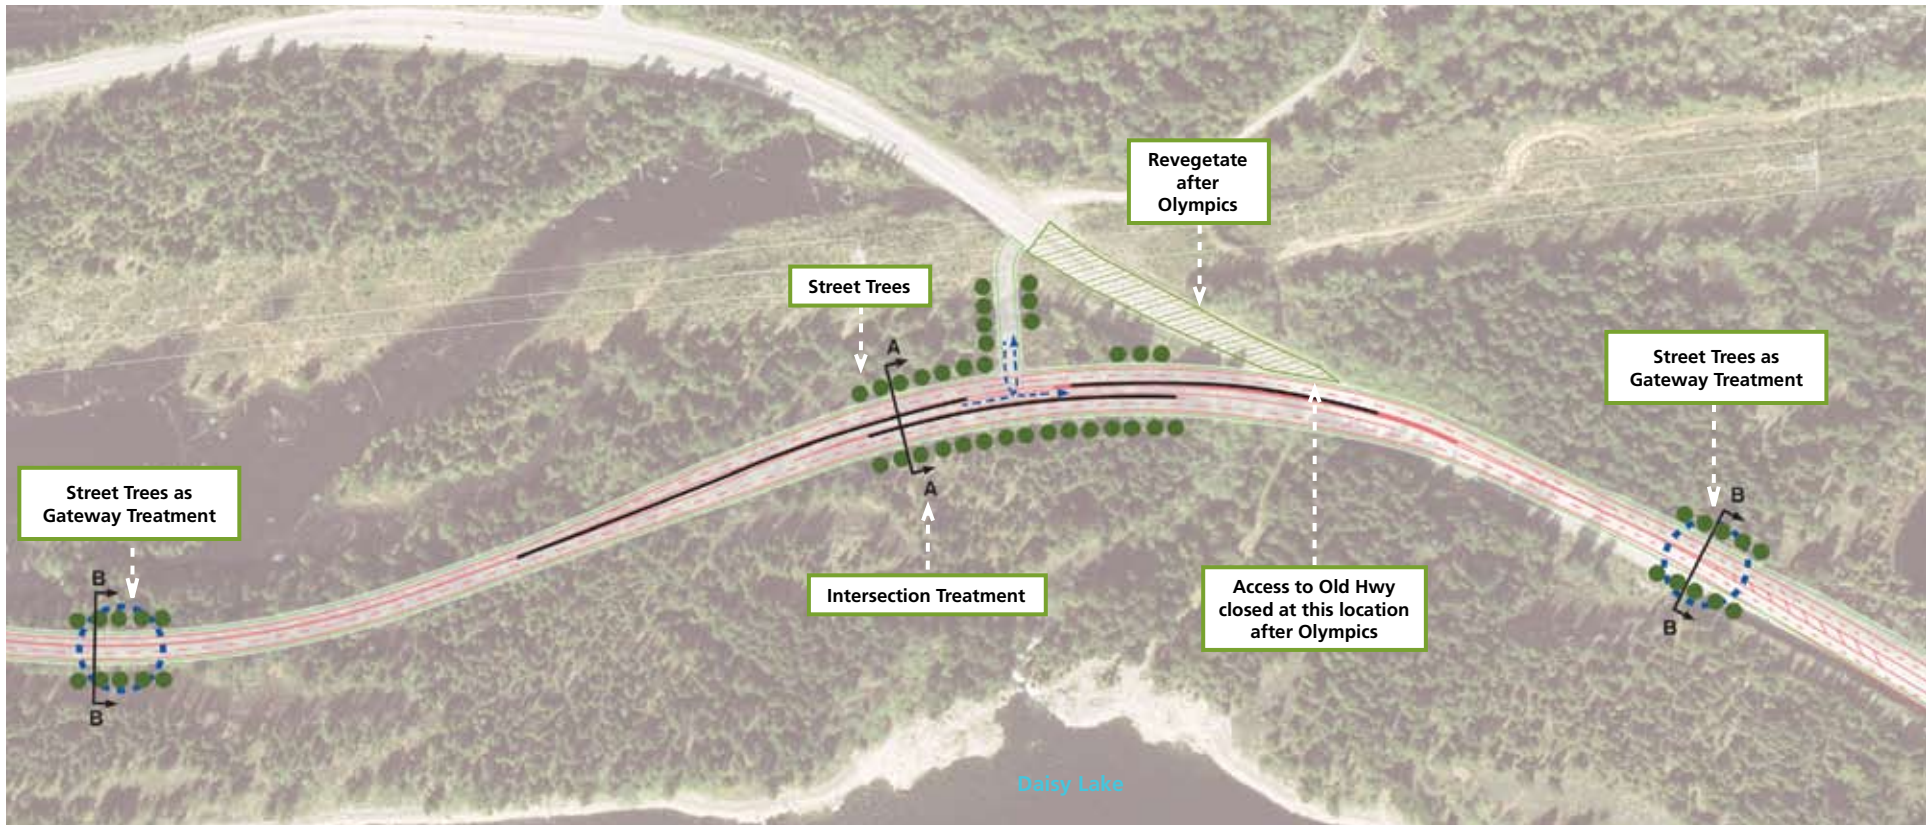 Revegetate
after
Olympics
Street Trees
A
Street Trees as
Gateway Treatment
A
Street Trees as
Gateway Treatment
B
B
Intersection Treatment
Access to Old Hwy
closed at this location
after Olympics
B
B
Daisy Lake